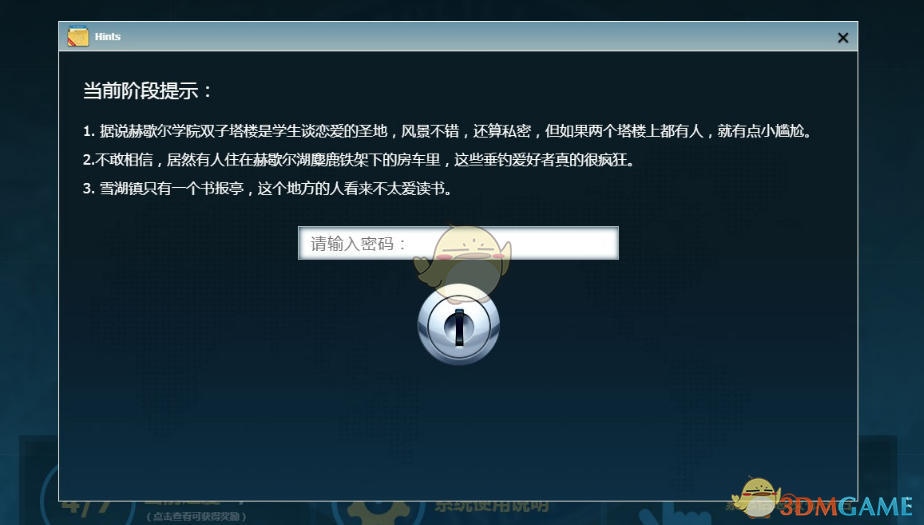 Hints
当前阶段提示：
1. 据说赫歇尔学院双子塔楼是学生谈恋爱的圣地，风景不错，还算私密，但如果两个塔楼上都有人，就有点小尴尬。
2.不敢相信，居然有人住在赫歇尔湖麋鹿铁架下的房车里，这些垂钓爱好者真的很疯狂。
3. 雪湖镇只有一个书报亭，这个地方的人看来不太爱读书。
请输入密码：
4/7
（点击查看可获得奖励）
系统使用说明
3DMGAME